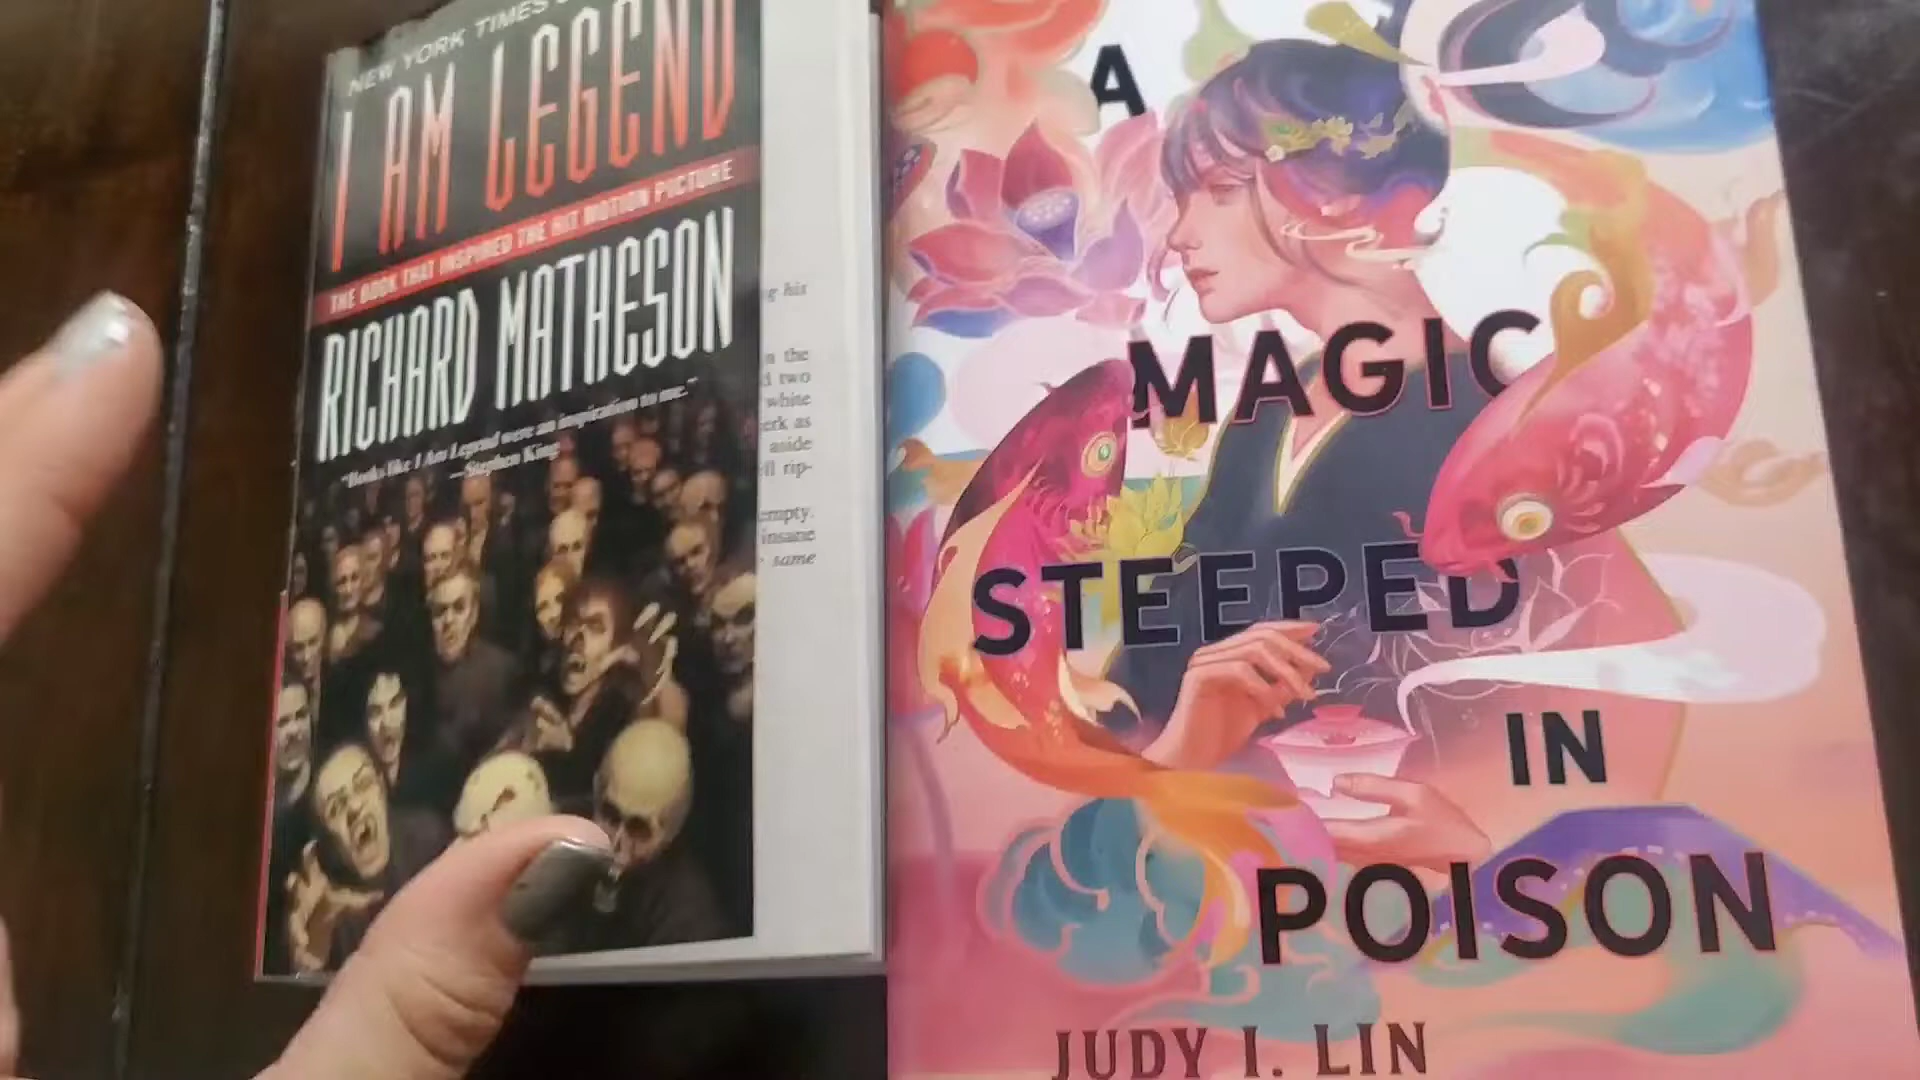 NEW YORK TIMES
I AM LEGEND
THE BOOK THAT INSPIRED THE HIT MOTION PICTURE
RICHARD MATHESON
"Books like I Am Legend were an inspiration to me."
—Stephen King
his
the
two
white
as
aside
rip-
empty.
insane
same
A
MAGIC
STEEPED
IN
POISON
JUDY I. LIN